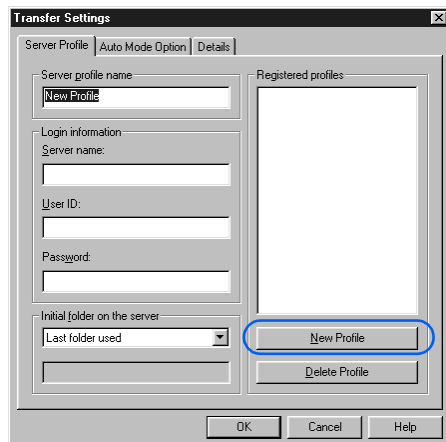 Transfer Settings
Server Profile Auto Mode Option Details
Server profile name
New Profile
Login information
Server name:
User ID:
Password:
Initial folder on the server
Last folder used
Registered profiles
New Profile
Delete Profile
OK Cancel Help